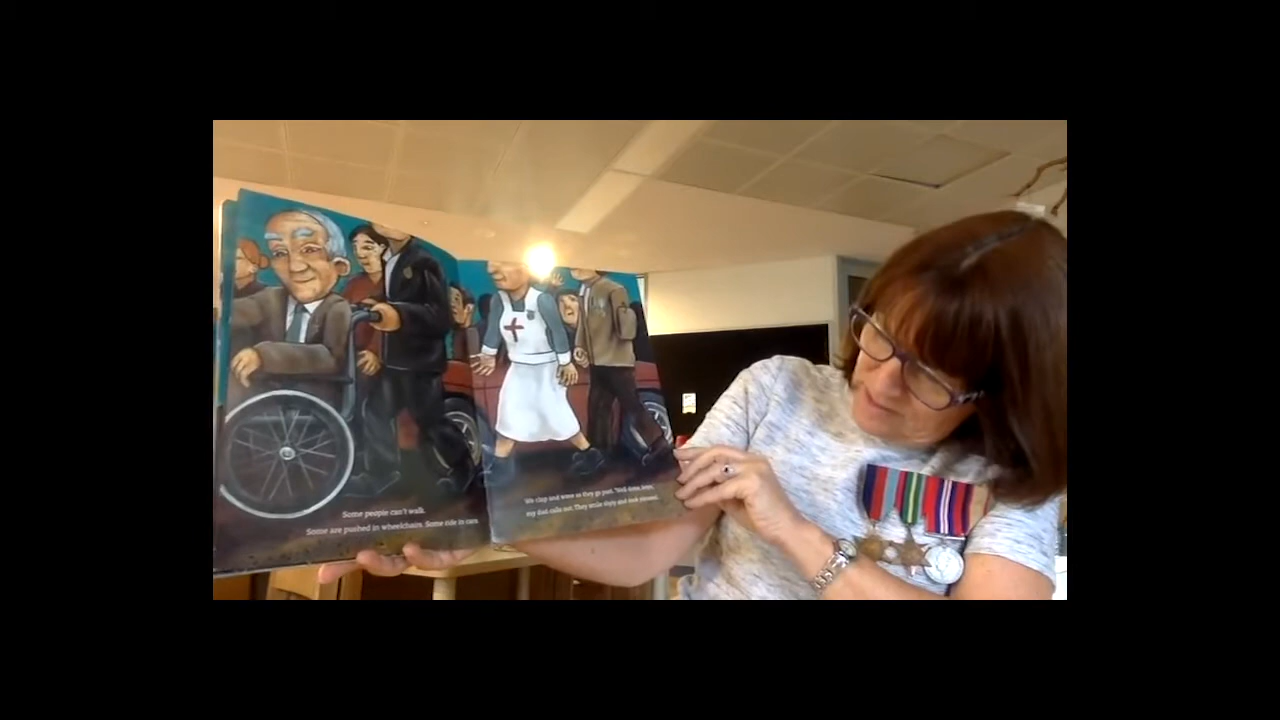 Some people can't walk.
Some are pushed in wheelchairs. Some ride in cars.
We clap and wave as they go past. "Well done, boys,"
my dad calls out. They smile shyly and look pleased.